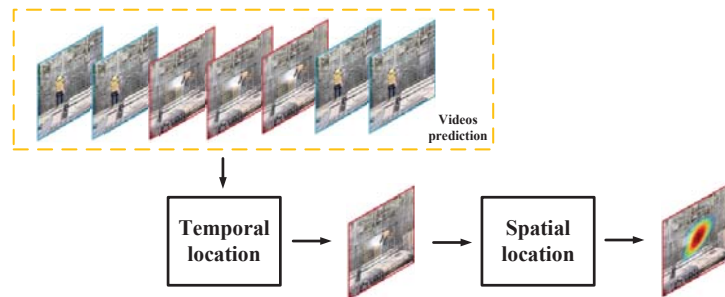 Videos
prediction
Temporal
location
Spatial
location